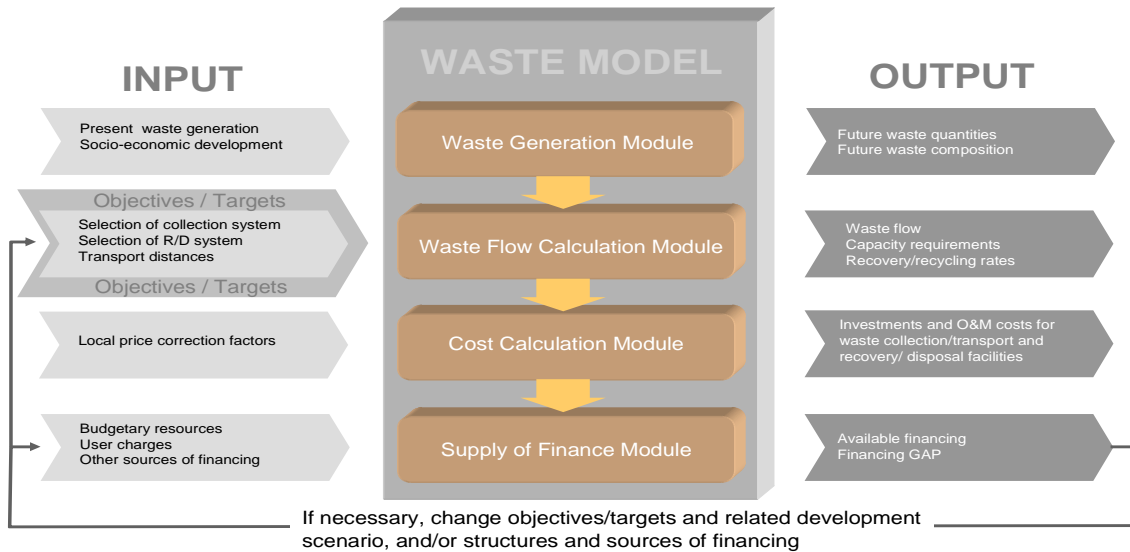 WASTE MODEL
INPUT
OUTPUT
Present waste generation
Socio-economic development
Waste Generation Module
Future waste quantities
Future waste composition
Objectives / Targets
Selection of collection system
Selection of R/D system
Transport distances
Objectives / Targets
Waste Flow Calculation Module
Waste flow
Capacity requirements
Recovery/recycling rates
Local price correction factors
Cost Calculation Module
Investments and O&M costs for
waste collection/transport and
recovery/ disposal facilities
Budgetary resources
User charges
Other sources of financing
Supply of Finance Module
Available financing
Financing GAP
If necessary, change objectives/targets and related development
scenario, and/or structures and sources of financing